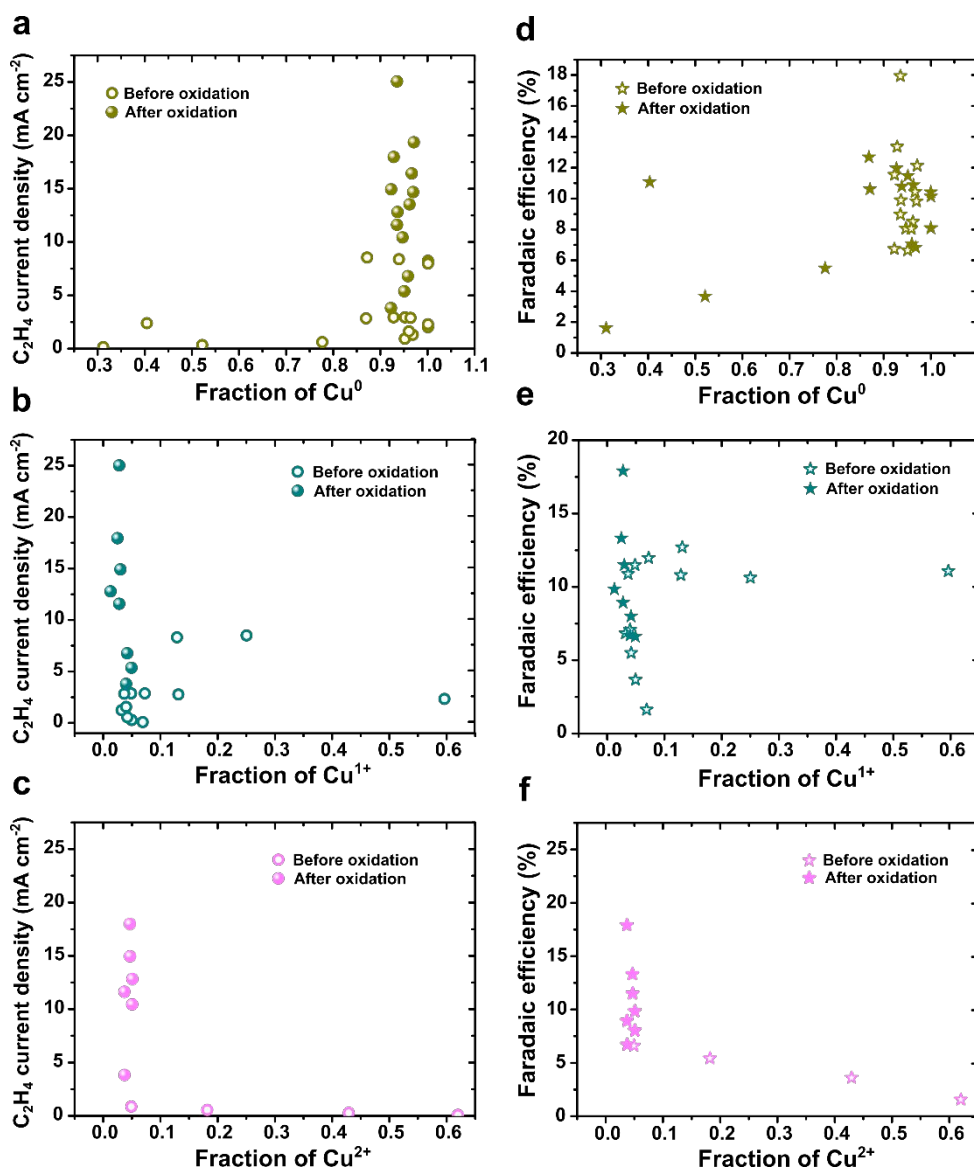 a
C₂H₄ current density (mA cm⁻²)
25
20
15
10
5
0
Before oxidation
After oxidation
0.3 0.4 0.5 0.6 0.7 0.8 0.9 1.0 1.1
Fraction of Cu⁰
d
Faradaic efficiency (%)
18
16
14
12
10
8
6
4
2
0
Before oxidation
After oxidation
0.3 0.4 0.5 0.6 0.7 0.8 0.9 1.0
Fraction of Cu⁰
b
C₂H₄ current density (mA cm⁻²)
25
20
15
10
5
0
Before oxidation
After oxidation
0.0 0.1 0.2 0.3 0.4 0.5 0.6
Fraction of Cu¹⁺
e
Faradaic efficiency (%)
20
15
10
5
0
Before oxidation
After oxidation
0.0 0.1 0.2 0.3 0.4 0.5 0.6
Fraction of Cu¹⁺
c
C₂H₄ current density (mA cm⁻²)
25
20
15
10
5
0
Before oxidation
After oxidation
0.0 0.1 0.2 0.3 0.4 0.5 0.6
Fraction of Cu²⁺
f
Faradaic efficiency (%)
25
20
15
10
5
0
Before oxidation
After oxidation
0.0 0.1 0.2 0.3 0.4 0.5 0.6
Fraction of Cu²⁺